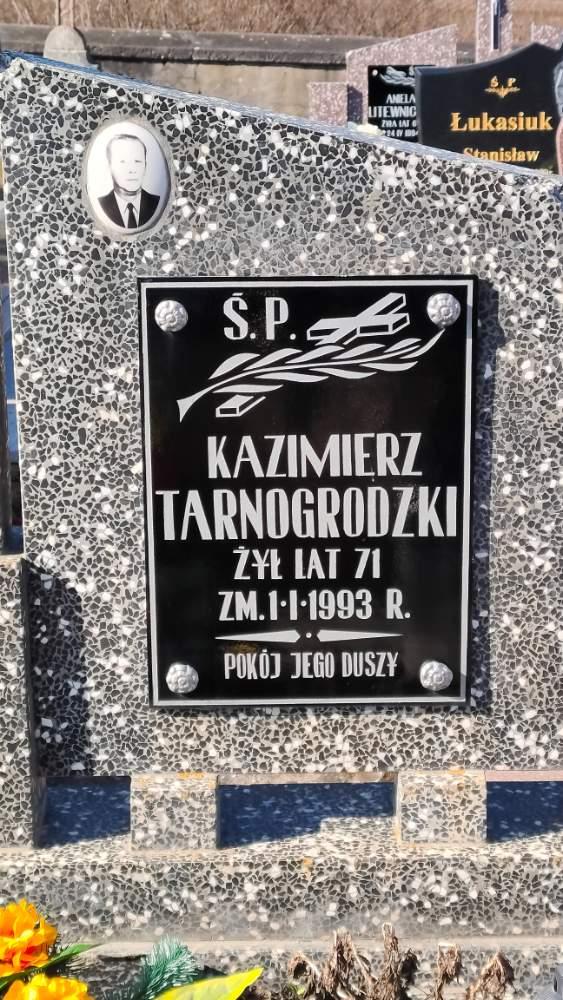 Ś. P.
KAZIMIERZ
TARNOGRODZKI
ŻYŁ LAT 71
ZM. 1·I·1993 R.
POKÓJ JEGO DUSZY
ANIELA
Ś P
Łukasiuk
Stanisław